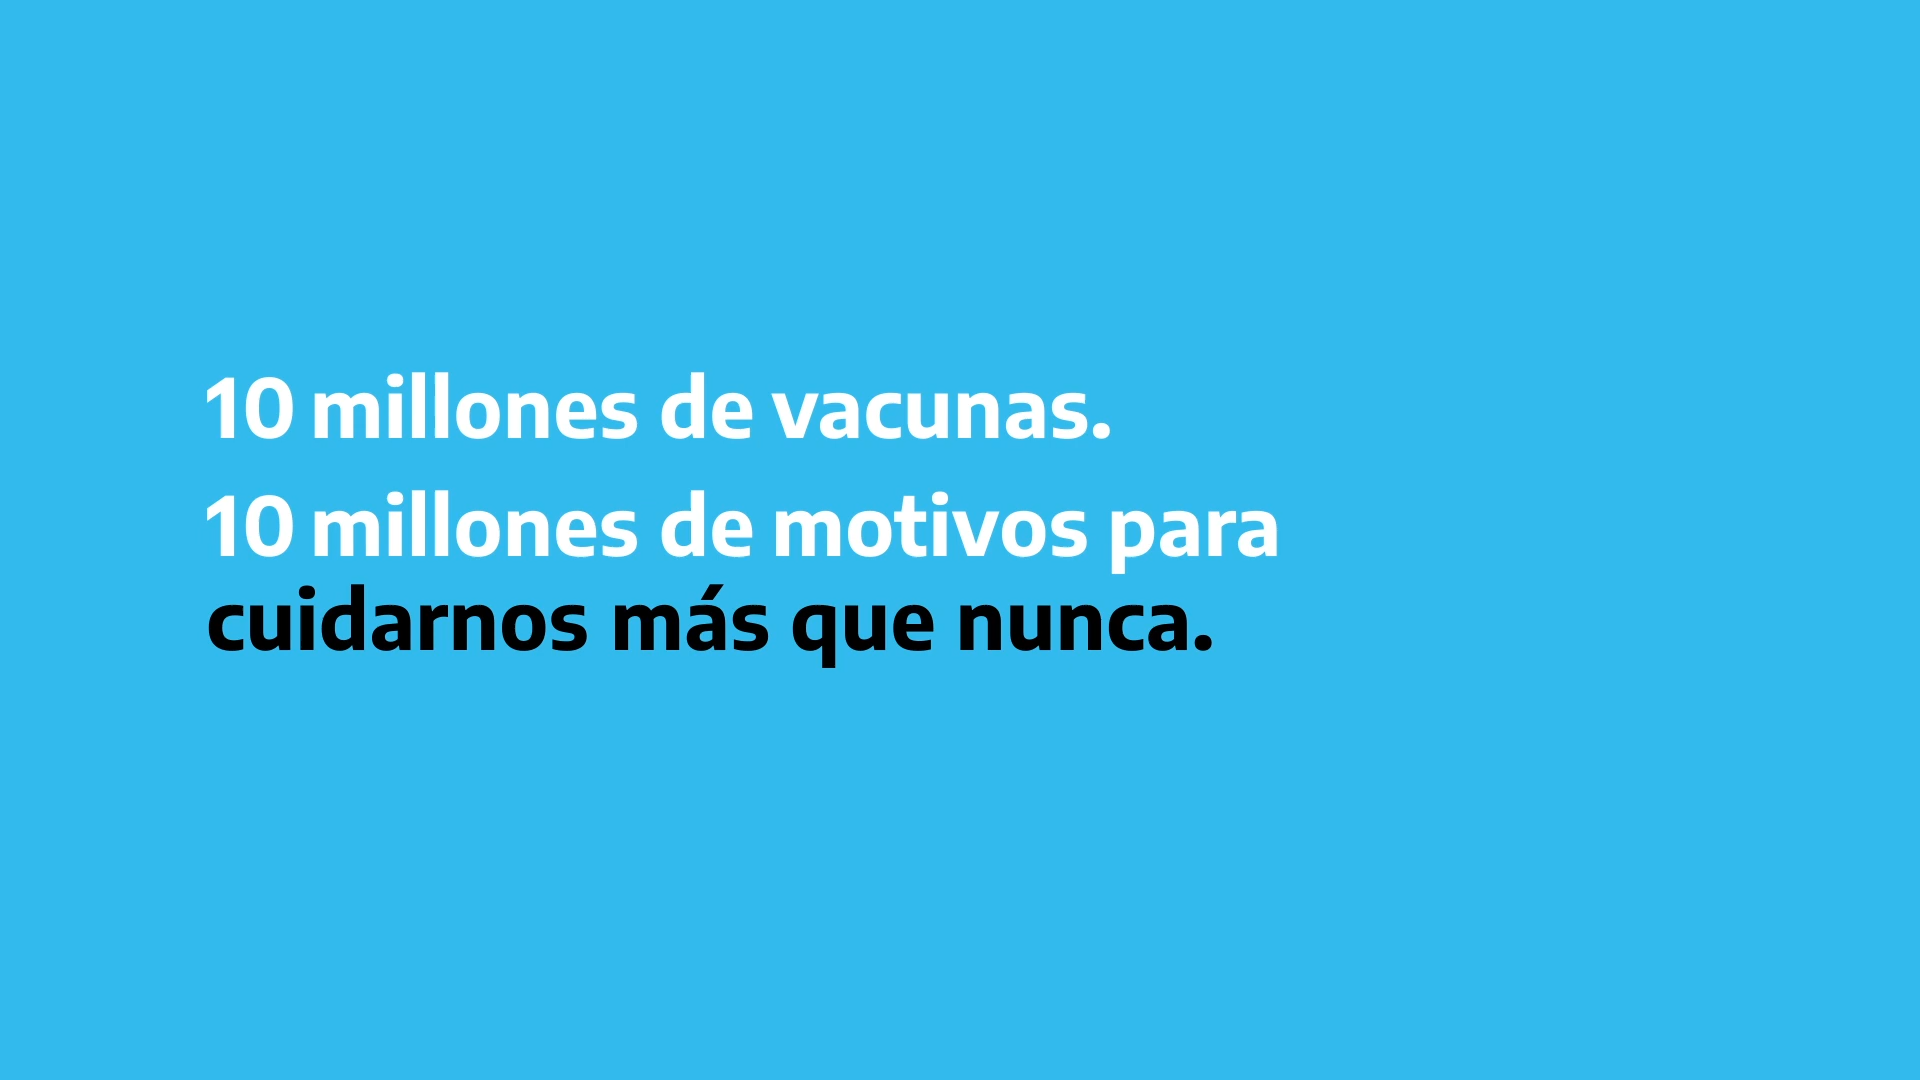 10 millones de vacunas.
10 millones de motivos para
cuidarnos más que nunca.